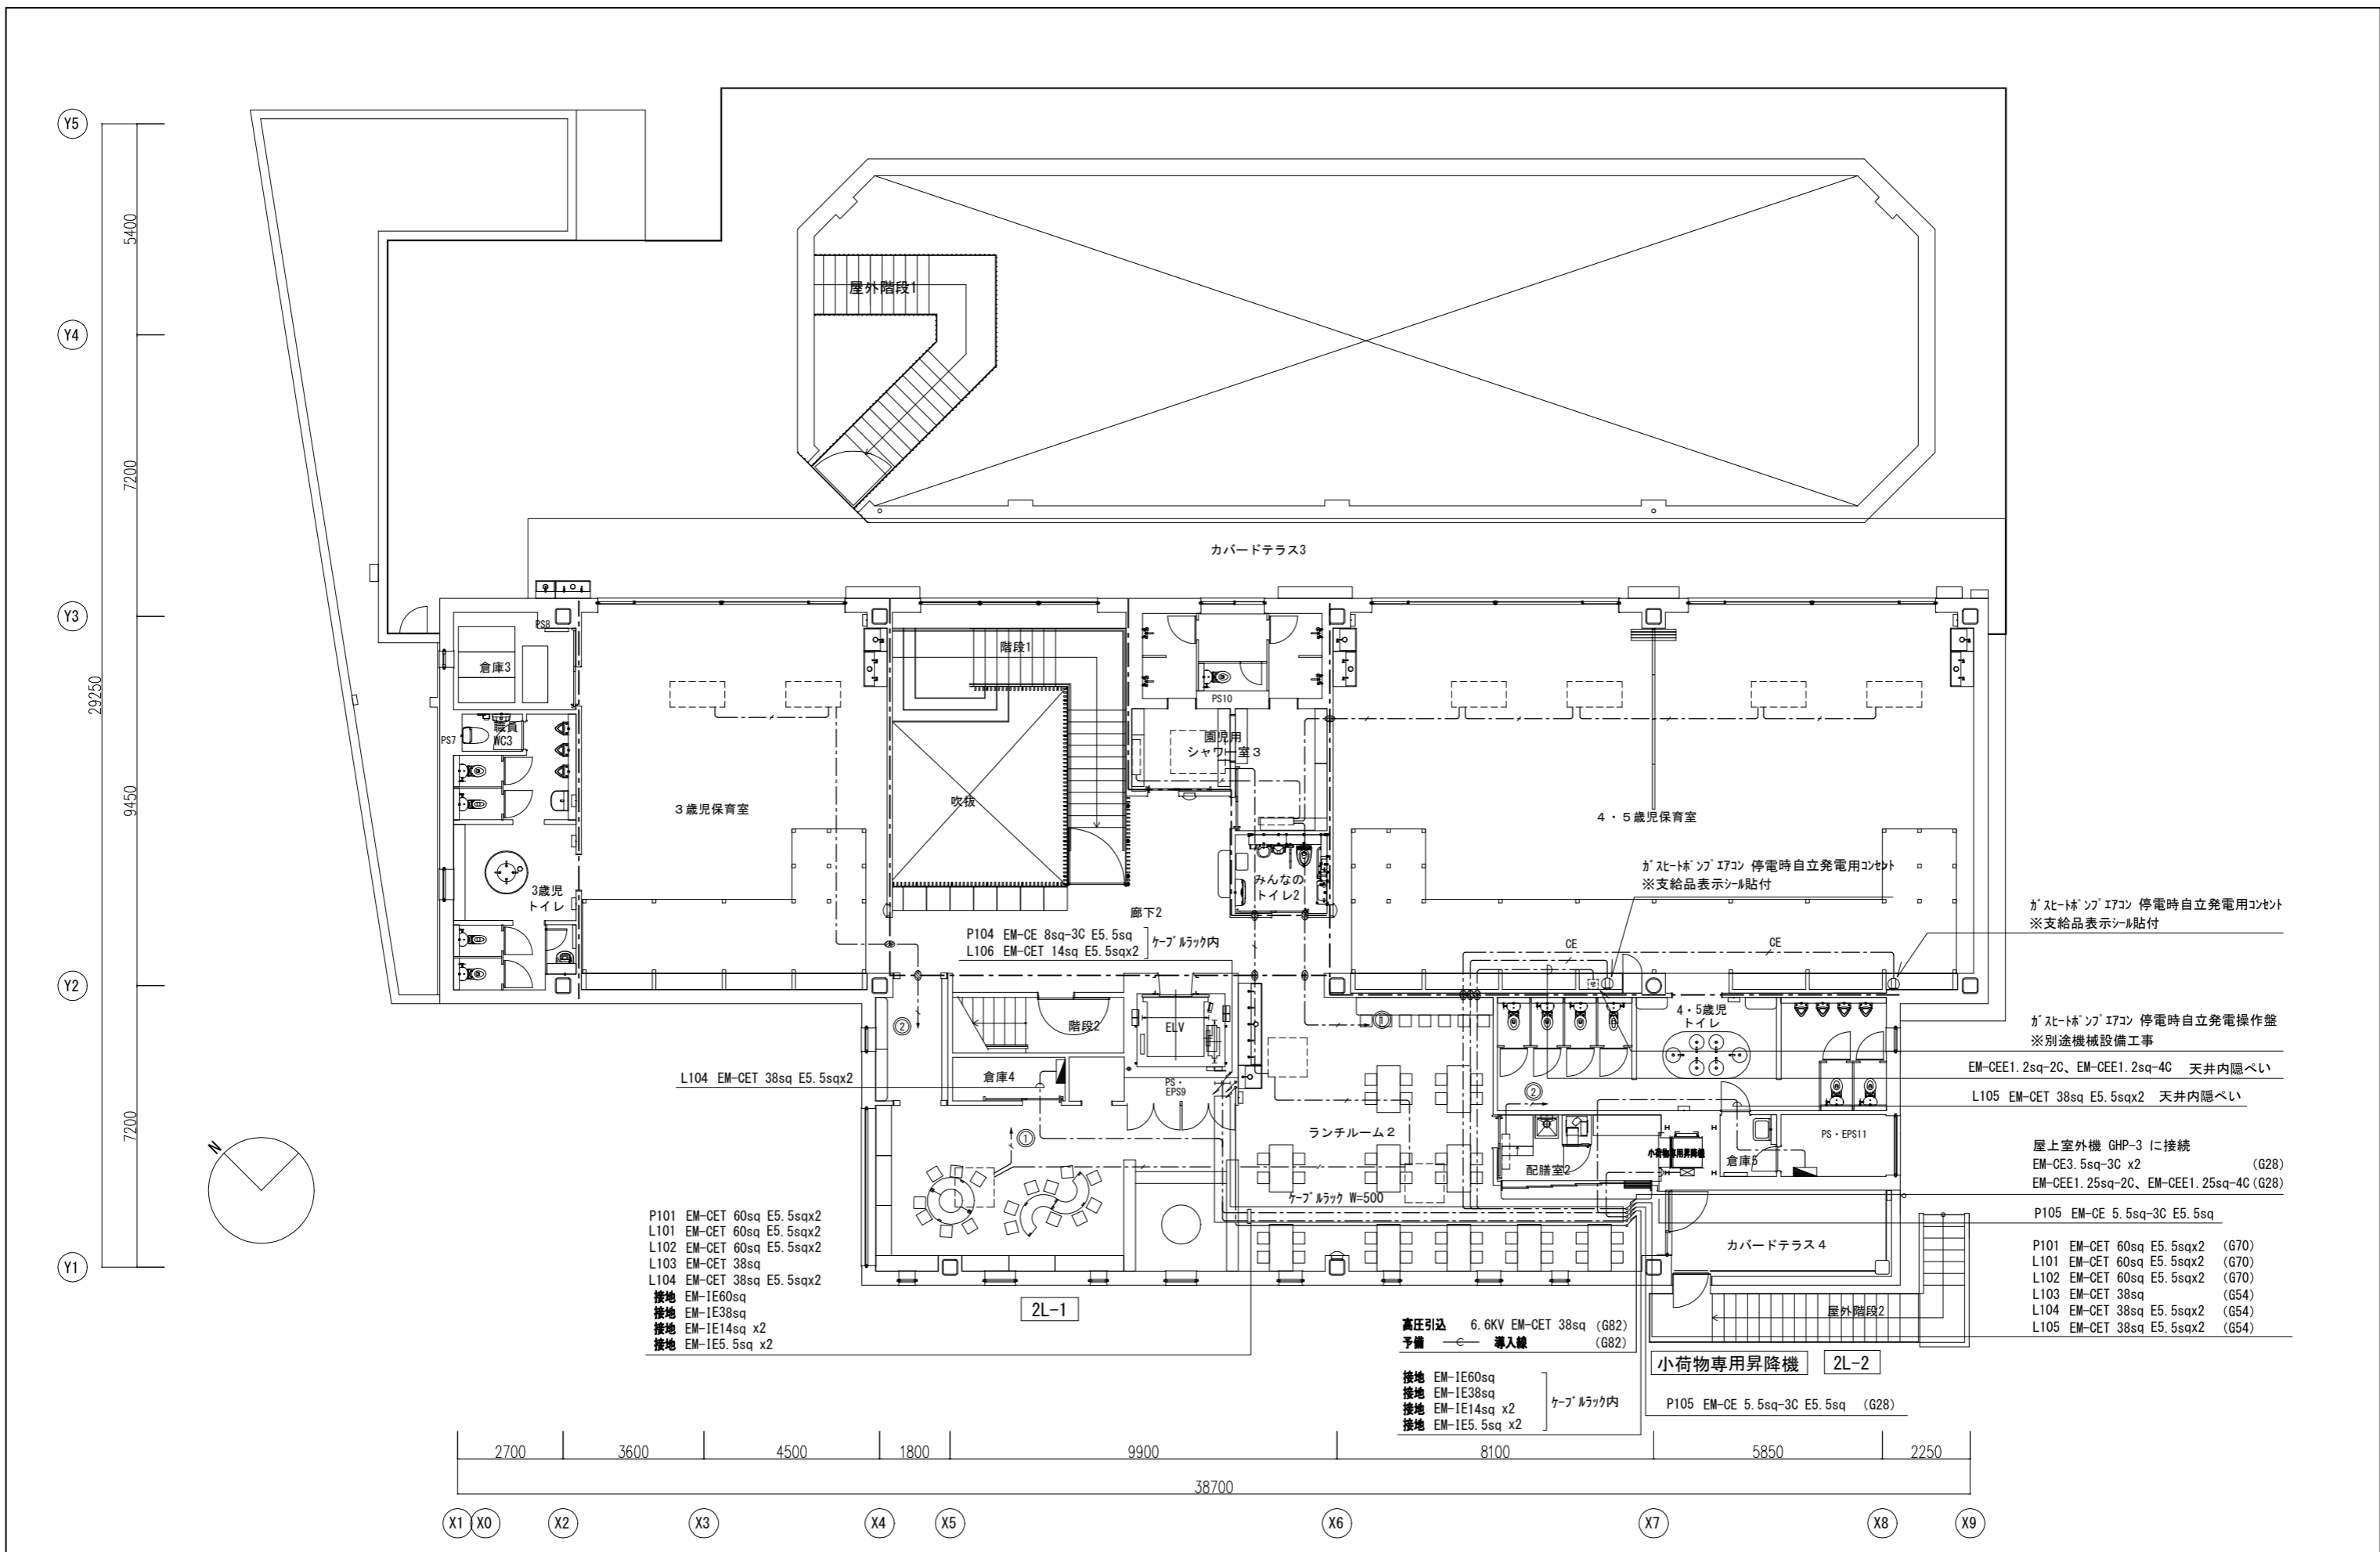 Y5
Y4
Y3
Y2
Y1
5400
7200
9450
7200
29250
屋外階段1
カバードテラス3
PS8
倉庫3
階段1
PS10
職員
WC3
PS7
園児用
シャワー室3
吹抜
3歳児保育室
4・5歳児保育室
3歳児
トイレ
みんなの
トイレ2
廊下2
ガスヒートポンプエアコン 停電時自立発電用コンセント
※支給品表示シール貼付
ガスヒートポンプエアコン 停電時自立発電用コンセント
※支給品表示シール貼付
P104 EM-CE 8sq-3C E5.5sq
L106 EM-CET 14sq E5.5sqx2
ケーブルラック内
CE
CE
②
階段2
ELV
①
4・5歳児
トイレ
ガスヒートポンプエアコン 停電時自立発電操作盤
※別途機械設備工事
L104 EM-CET 38sq E5.5sqx2
倉庫4
PS・
EPS9
EM-CEE1.2sq-2C、EM-CEE1.2sq-4C 天井内隠ぺい
L105 EM-CET 38sq E5.5sqx2 天井内隠ぺい
②
①
ランチルーム2
配膳室2
小荷物専用昇降機
倉庫5
PS・EPS11
屋上室外機 GHP-3 に接続
EM-CE3.5sq-3C x2 (G28)
EM-CEE1.25sq-2C、EM-CEE1.25sq-4C (G28)
ケーブルラック W=500
P105 EM-CE 5.5sq-3C E5.5sq
カバードテラス4
P101 EM-CET 60sq E5.5sqx2
L101 EM-CET 60sq E5.5sqx2
L102 EM-CET 60sq E5.5sqx2
L103 EM-CET 38sq
L104 EM-CET 38sq E5.5sqx2
接地 EM-IE60sq
接地 EM-IE38sq
接地 EM-IE14sq x2
接地 EM-IE5.5sq x2
2L-1
P101 EM-CET 60sq E5.5sqx2 (G70)
L101 EM-CET 60sq E5.5sqx2 (G70)
L102 EM-CET 60sq E5.5sqx2 (G70)
L103 EM-CET 38sq (G54)
L104 EM-CET 38sq E5.5sqx2 (G54)
L105 EM-CET 38sq E5.5sqx2 (G54)
屋外階段2
高圧引込 6.6KV EM-CET 38sq (G82)
予備 C 導入線 (G82)
小荷物専用昇降機
2L-2
接地 EM-IE60sq
接地 EM-IE38sq
接地 EM-IE14sq x2
接地 EM-IE5.5sq x2
ケーブルラック内
P105 EM-CE 5.5sq-3C E5.5sq (G28)
N
2700
3600
4500
1800
9900
8100
5850
2250
38700
X1
X0
X2
X3
X4
X5
X6
X7
X8
X9